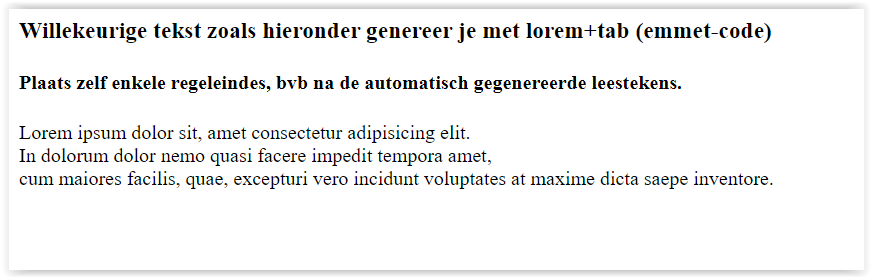 Willekeurige tekst zoals hieronder genereer je met lorem+tab (emmet-code)
Plaats zelf enkele regeleindes, bvb na de automatisch gegenereerde leestekens.
Lorem ipsum dolor sit, amet consectetur adipisicing elit.
In dolorum dolor nemo quasi facere impedit tempora amet,
cum maiores facilis, quae, excepturi vero incidunt voluptates at maxime dicta saepe inventore.